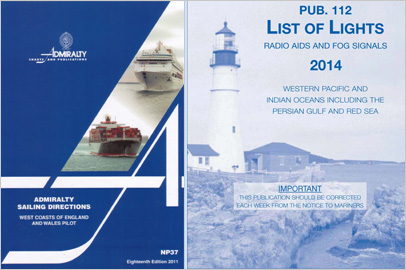 ADMIRALTY
CHARTS AND PUBLICATIONS
ADMIRALTY
SAILING DIRECTIONS
WEST COASTS OF ENGLAND
AND WALES PILOT
NP37
Eighteenth Edition 2011
PUB. 112
LIST OF LIGHTS
RADIO AIDS AND FOG SIGNALS
2014
WESTERN PACIFIC AND
INDIAN OCEANS INCLUDING THE
PERSIAN GULF AND RED SEA
IMPORTANT
THIS PUBLICATION SHOULD BE CORRECTED
EACH WEEK FROM THE NOTICE TO MARINERS